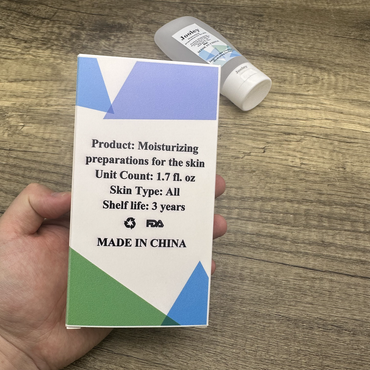 Jooley
Product: Moisturizing
preparations for the skin
Unit Count: 1.7 fl. oz
Skin Type: All
Shelf life: 3 years
FDA
MADE IN CHINA